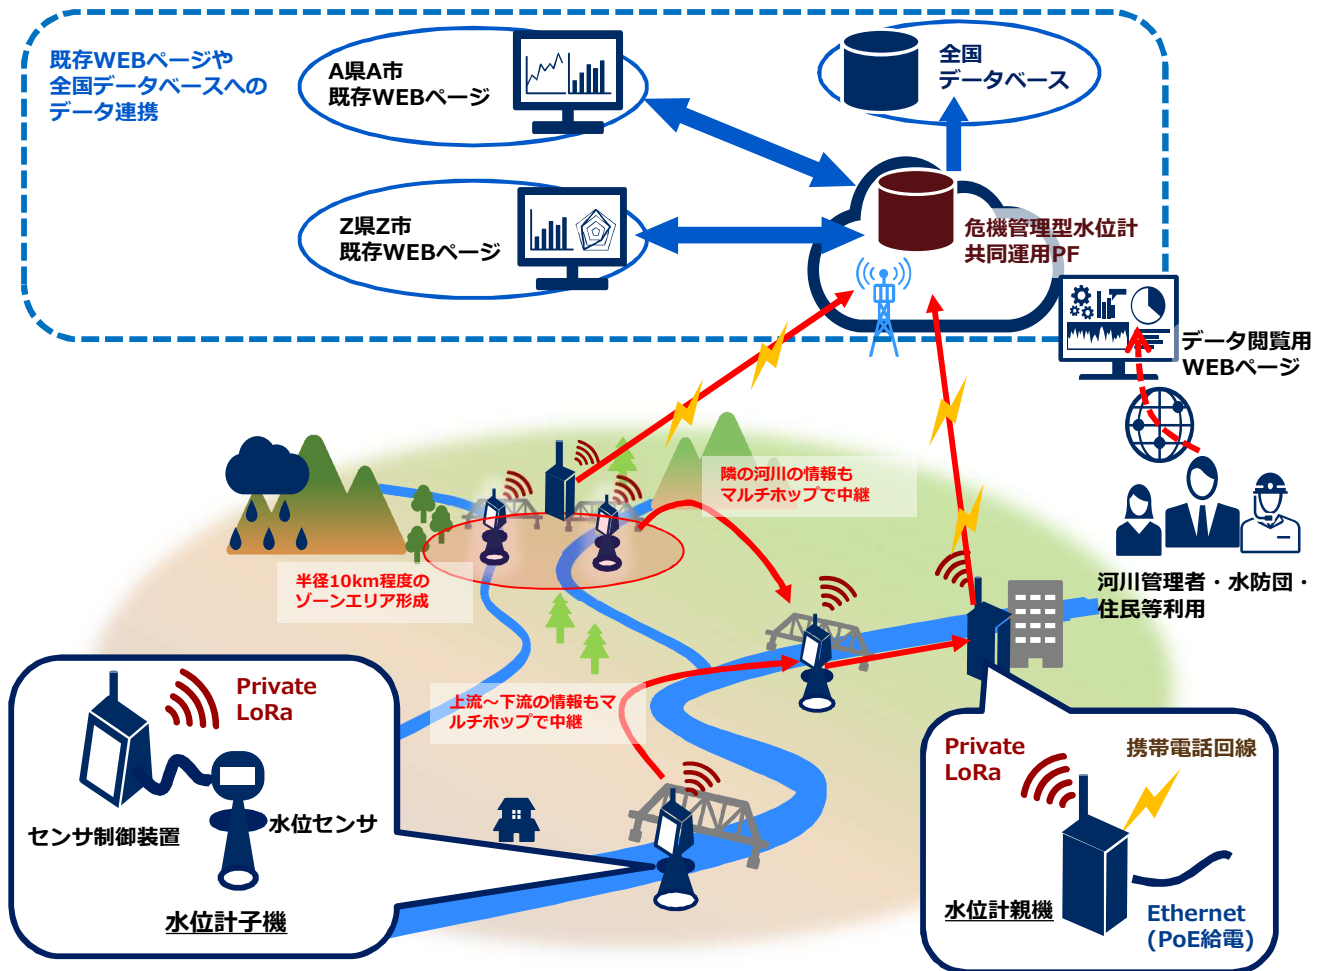 既存WEBページや
全国データベースへの
データ連携
A県A市
既存WEBページ
全国
データベース
Z県Z市
既存WEBページ
危機管理型水位計
共同運用PF
データ閲覧用
WEBページ
隣の河川の情報も
マルチホップで中継
半径10km程度の
ゾーンエリア形成
河川管理者・水防団・
住民等利用
上流～下流の情報もマ
ルチホップで中継
Private
LoRa
センサ制御装置
水位センサ
水位計子機
Private
LoRa
携帯電話回線
水位計親機
Ethernet
(PoE給電)